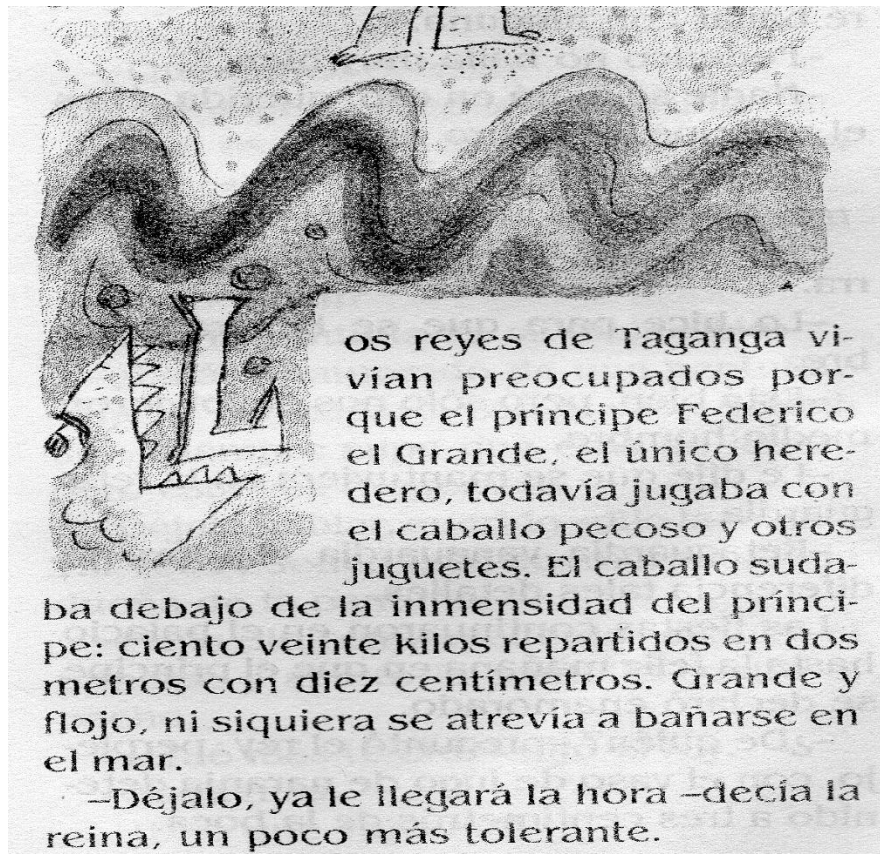 Los reyes de Taganga vi-
vían preocupados por-
que el príncipe Federico
el Grande, el único here-
dero, todavía jugaba con
el caballo pecoso y otros
juguetes. El caballo suda-
ba debajo de la inmensidad del prínci-
pe: ciento veinte kilos repartidos en dos
metros con diez centímetros. Grande y
flojo, ni siquiera se atrevía a bañarse en
el mar.
–Déjalo, ya le llegará la hora –decía la
reina, un poco más tolerante.